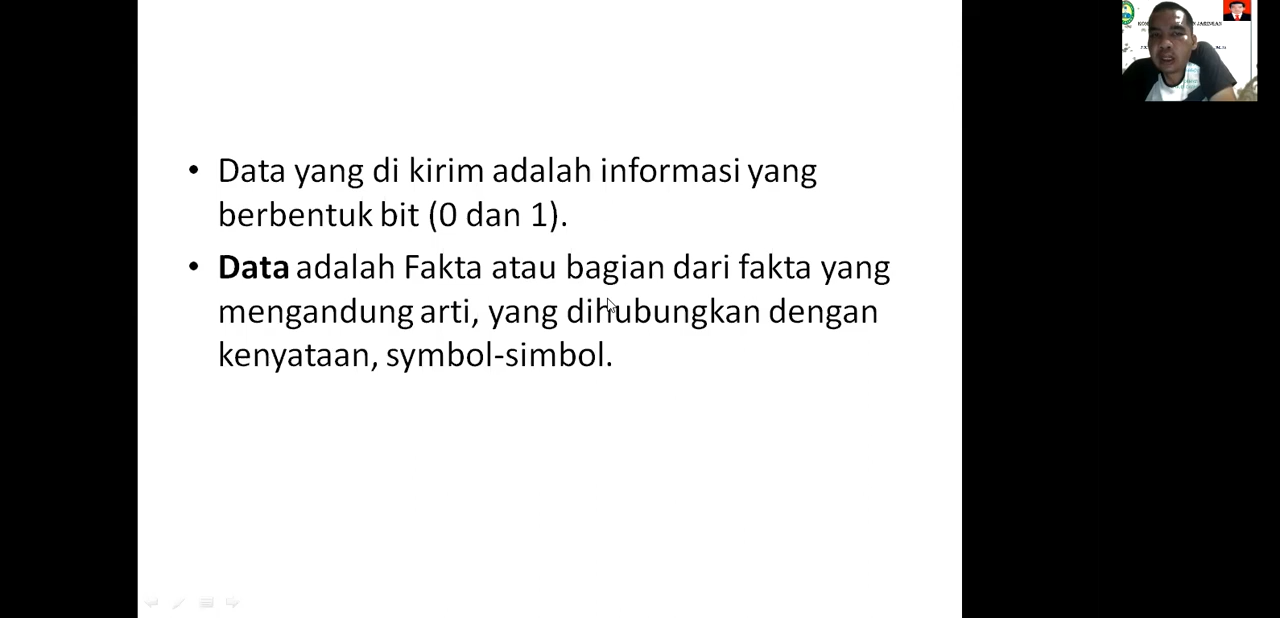 • Data yang di kirim adalah informasi yang
berbentuk bit (0 dan 1).
• Data adalah Fakta atau bagian dari fakta yang
mengandung arti, yang dihubungkan dengan
kenyataan, symbol-simbol.